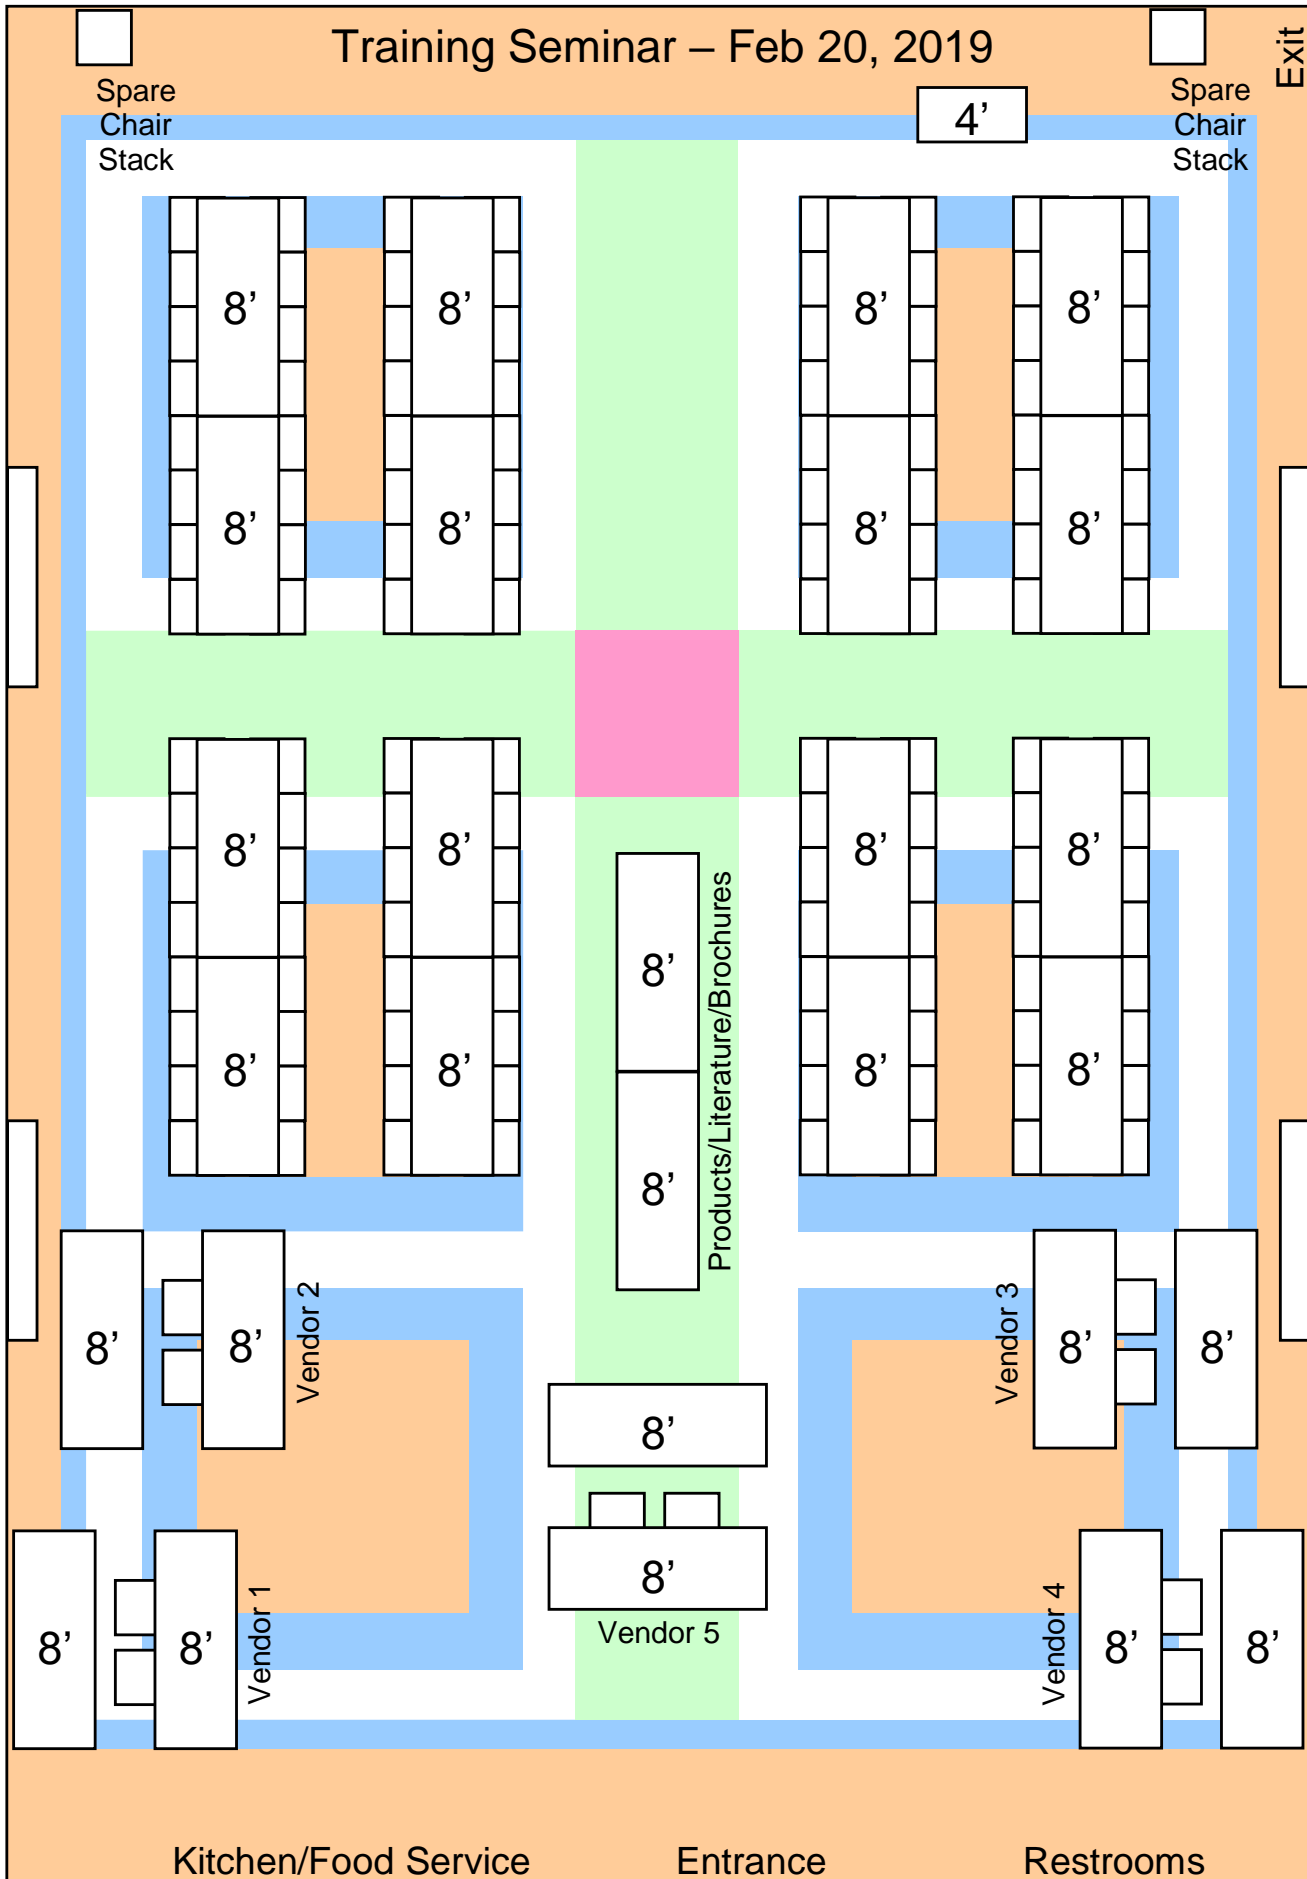 Training Seminar – Feb 20, 2019
Exit
Spare
Chair
Stack
4’
Spare
Chair
Stack
8’
8’
8’
8’
8’
8’
8’
8’
8’
8’
8’
8’
8’
Products/Literature/Brochures
8’
8’
8’
8’
8’
8’
8’
8’
Vendor 2
Vendor 3
8’
8’
8’
8’
8’
Vendor 5
8’
8’
Vendor 1
Vendor 4
8’
8’
Kitchen/Food Service
Entrance
Restrooms